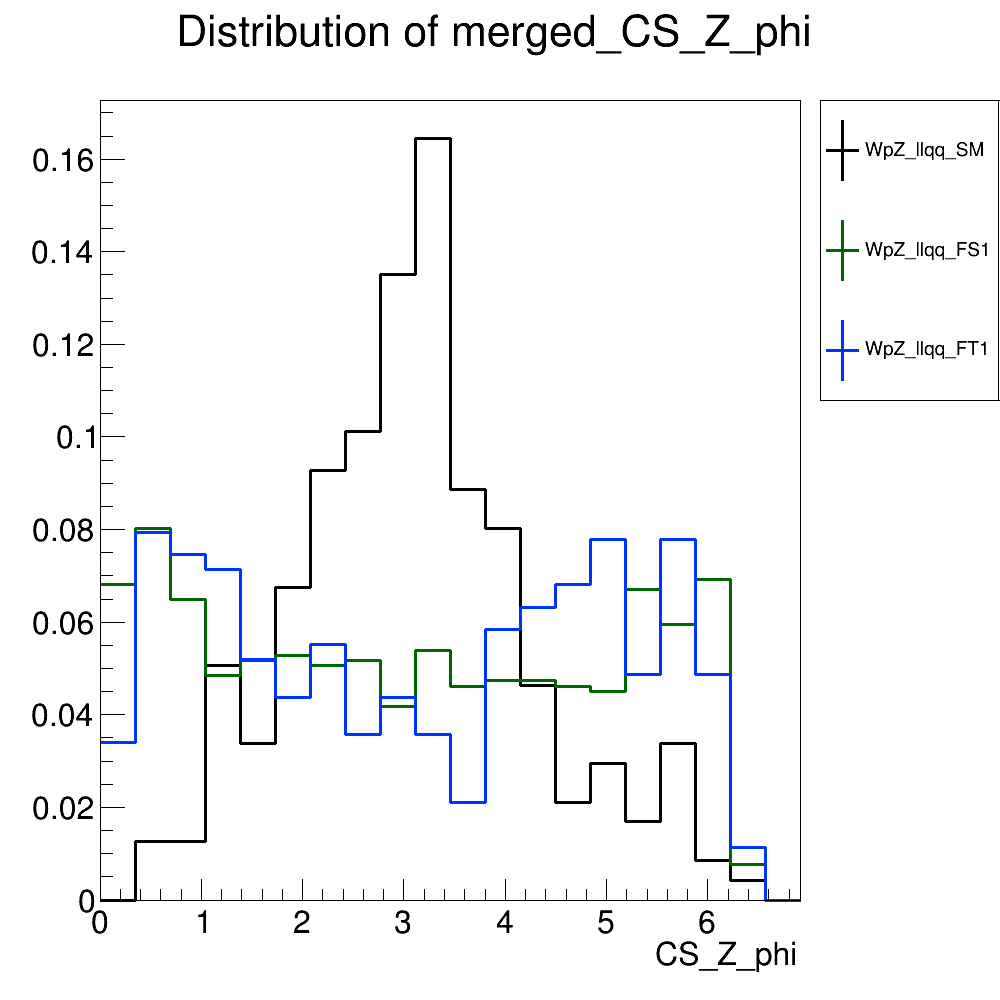 Distribution of merged_CS_Z_phi
WpZ_llqq_SM
WpZ_llqq_FS1
WpZ_llqq_FT1
0.16
0.14
0.12
0.1
0.08
0.06
0.04
0.02
0
0 1 2 3 4 5 6
CS_Z_phi